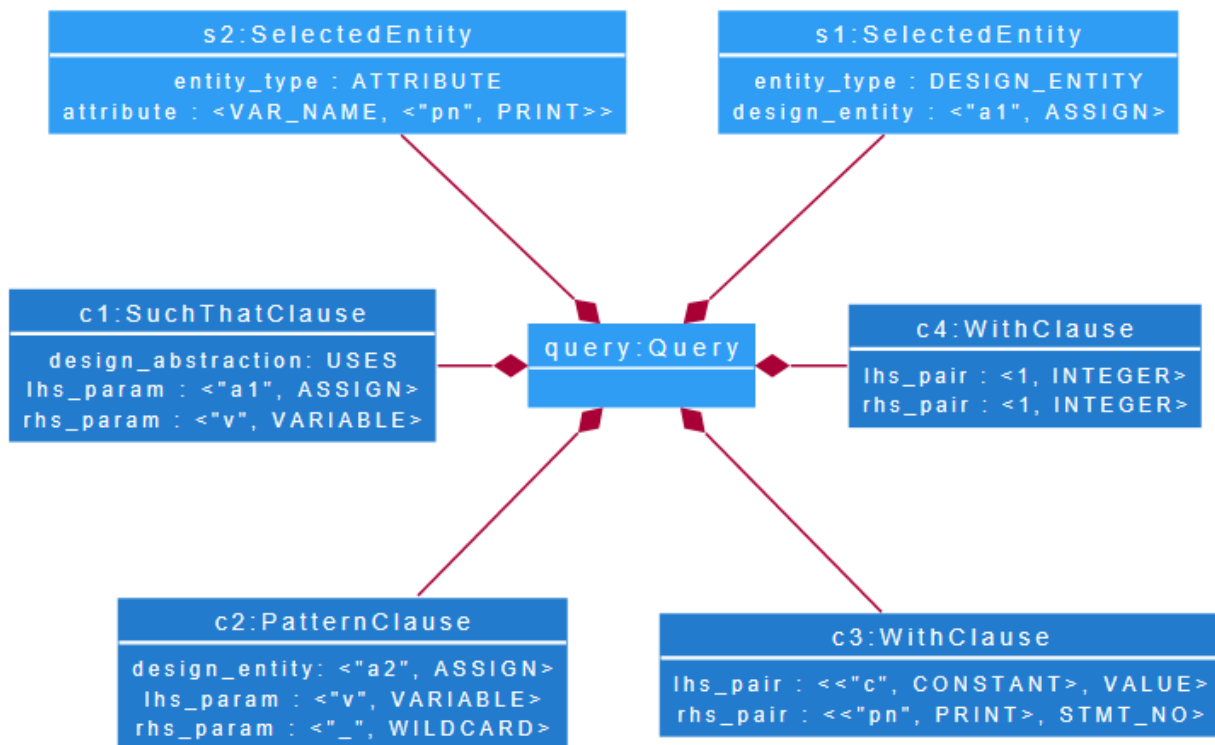 s2:SelectedEntity
entity_type : ATTRIBUTE
attribute : <VAR_NAME, <"pn", PRINT>>
s1:SelectedEntity
entity_type : DESIGN_ENTITY
design_entity : <"a1", ASSIGN>
c1:SuchThatClause
design_abstraction: USES
lhs_param : <"a1", ASSIGN>
rhs_param : <"v", VARIABLE>
query:Query
c4:WithClause
lhs_pair : <1, INTEGER>
rhs_pair : <1, INTEGER>
c2:PatternClause
design_entity: <"a2", ASSIGN>
lhs_param : <"v", VARIABLE>
rhs_param : <"_", WILDCARD>
c3:WithClause
lhs_pair : <<"c", CONSTANT>, VALUE>
rhs_pair : <<"pn", PRINT>, STMT_NO>